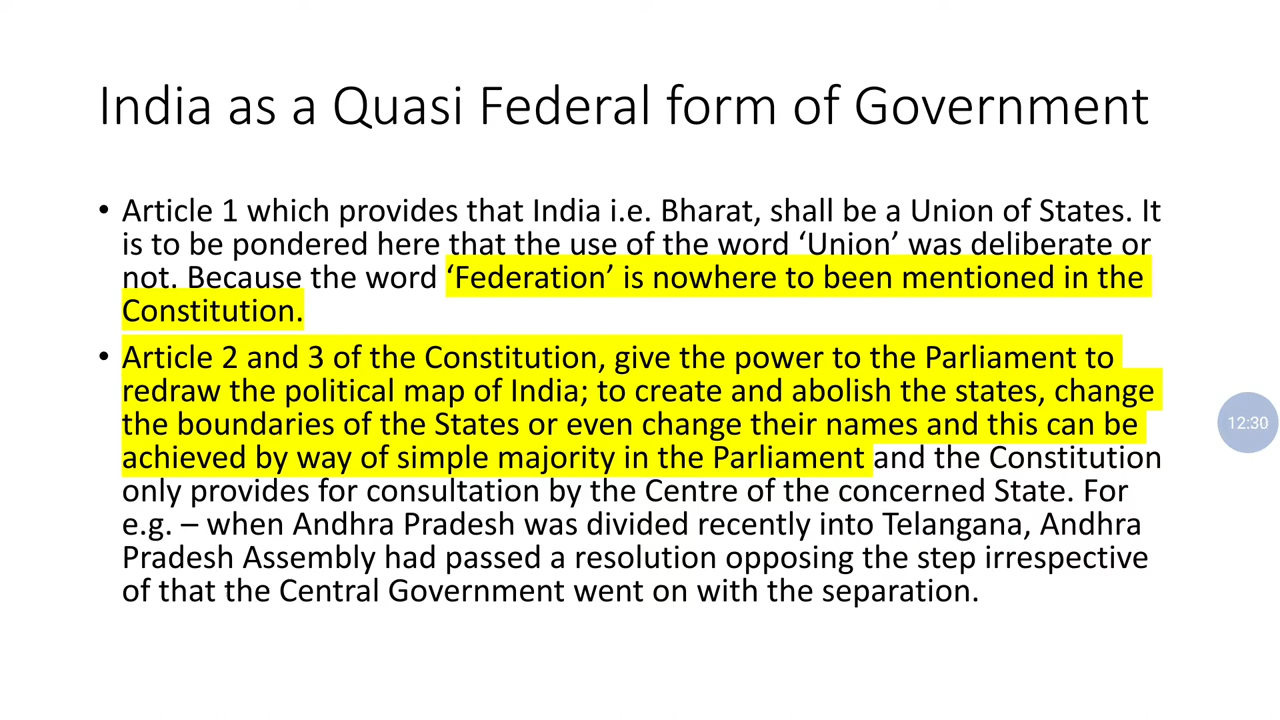 India as a Quasi Federal form of Government
• Article 1 which provides that India i.e. Bharat, shall be a Union of States. It
is to be pondered here that the use of the word ‘Union’ was deliberate or
not. Because the word ‘Federation’ is nowhere to been mentioned in the
Constitution.
• Article 2 and 3 of the Constitution, give the power to the Parliament to
redraw the political map of India; to create and abolish the states, change
the boundaries of the States or even change their names and this can be
achieved by way of simple majority in the Parliament and the Constitution
only provides for consultation by the Centre of the concerned State. For
e.g. – when Andhra Pradesh was divided recently into Telangana, Andhra
Pradesh Assembly had passed a resolution opposing the step irrespective
of that the Central Government went on with the separation.
12:30